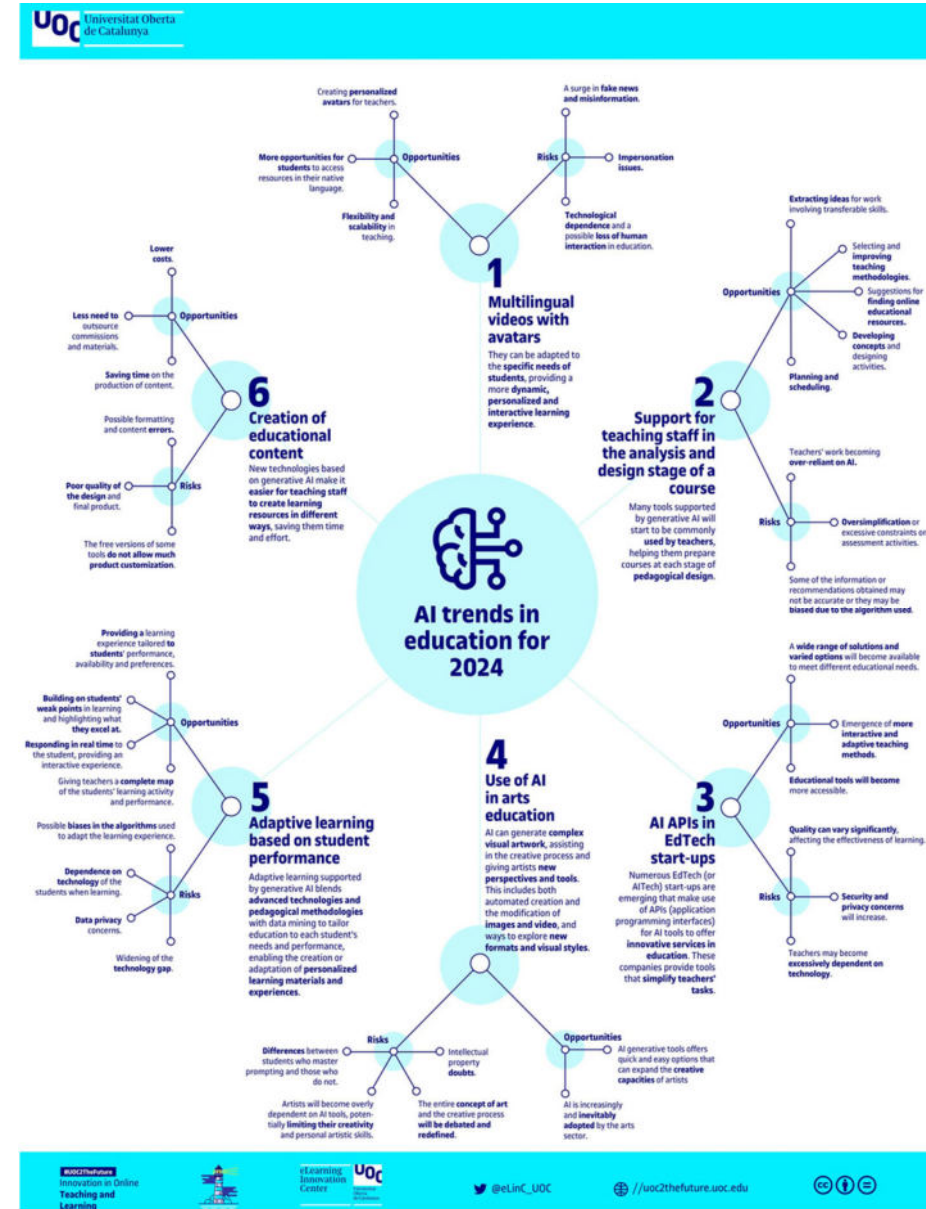 UOC
Universitat Oberta
de Catalunya
Creating personalized
avatars for teachers.
More opportunities for
students to access
resources in their native
language.
Opportunities
Flexibility and
scalability in
teaching.
A surge in fake news
and misinformation.
Risks
Impersonation
issues.
Technological
dependence and a
possible loss of human
interaction in education.
1
Multilingual
videos with
avatars
They can be adapted to
the specific needs of
students, providing a
more dynamic,
personalized and
interactive learning
experience.
Extracting ideas for work
involving transferable skills.
Selecting and
improving
teaching
methodologies.
Opportunities
Suggestions for
finding online
educational
resources.
Developing
concepts and
designing
activities.
Planning and
scheduling.
2
Support for
teaching staff in
the analysis and
design stage of a
course
Many tools supported
by generative AI will
start to be commonly
used by teachers,
helping them prepare
courses at each stage of
pedagogical design.
Teachers' work becoming
over-reliant on AI.
Risks
Oversimplification or
excessive constraints on
assessment activities.
Some of the information or
recommendations obtained may
not be accurate or they may be
biased due to the algorithm used.
AI trends in
education for
2024
A wide range of solutions and
varied options will become available
to meet different educational needs.
Opportunities
Emergence of more
interactive and
adaptive teaching
methods.
Educational tools will become
more accessible.
3
AI APIs in
EdTech
start-ups
Numerous EdTech (or
AITech) start-ups are
emerging that make use
of APIs (application
programming interfaces)
for AI tools to offer
innovative services in
education. These
companies provide tools
that simplify teachers'
tasks.
Quality can vary significantly,
affecting the effectiveness of learning.
Risks
Security and
privacy concerns
will increase.
Teachers may become
excessively dependent on
technology.
4
Use of AI
in arts
education
AI can generate complex
visual artwork, assisting
in the creative process and
giving artists new
perspectives and tools.
This includes both
automated creation and
the modification of
images and video, and
ways to explore new
formats and visual styles.
Risks
Differences between
students who master
prompting and those who
do not.
Intellectual
property
doubts.
Artists will become overly
dependent on AI tools, poten-
tially limiting their creativity
and personal artistic skills.
The entire concept of art
and the creative process
will be debated and
redefined.
Opportunities
AI generative tools offers
quick and easy options that
can expand the creative
capacities of artists
AI is increasingly
and inevitably
adopted by the arts
sector.
Providing a learning
experience tailored to
students' performance,
availability and preferences.
Building on students'
weak points in learning
and highlighting what
they excel at.
Opportunities
Responding in real time to
the student, providing an
interactive experience.
Giving teachers a complete map
of the students' learning activity
and performance.
5
Adaptive learning
based on student
performance
Adaptive learning supported
by generative AI blends
advanced technologies and
pedagogical methodologies
with data mining to tailor
education to each student's
needs and performance,
enabling the creation or
adaptation of personalized
learning materials and
experiences.
Possible biases in the algorithms used
to adapt the learning experience.
Dependence on
technology of the
students when learning.
Risks
Data privacy
concerns.
Widening of the
technology gap.
Lower
costs.
Less need to
outsource
commissions
and materials.
Opportunities
Saving time on the
production of content.
6
Creation of
educational
content
New technologies based
on generative AI make it
easier for teaching staff
to create learning
resources in different
ways, saving them time
and effort.
Possible formatting
and content errors.
Poor quality of
the design and
final product.
Risks
The free versions of some
tools do not allow much
product customization.
#UOC2TheFuture
Innovation in Online
Teaching and
Learning
eLearning
Innovation
Center
UOC
@eLinC_UOC
//uoc2thefuture.uoc.edu
cc